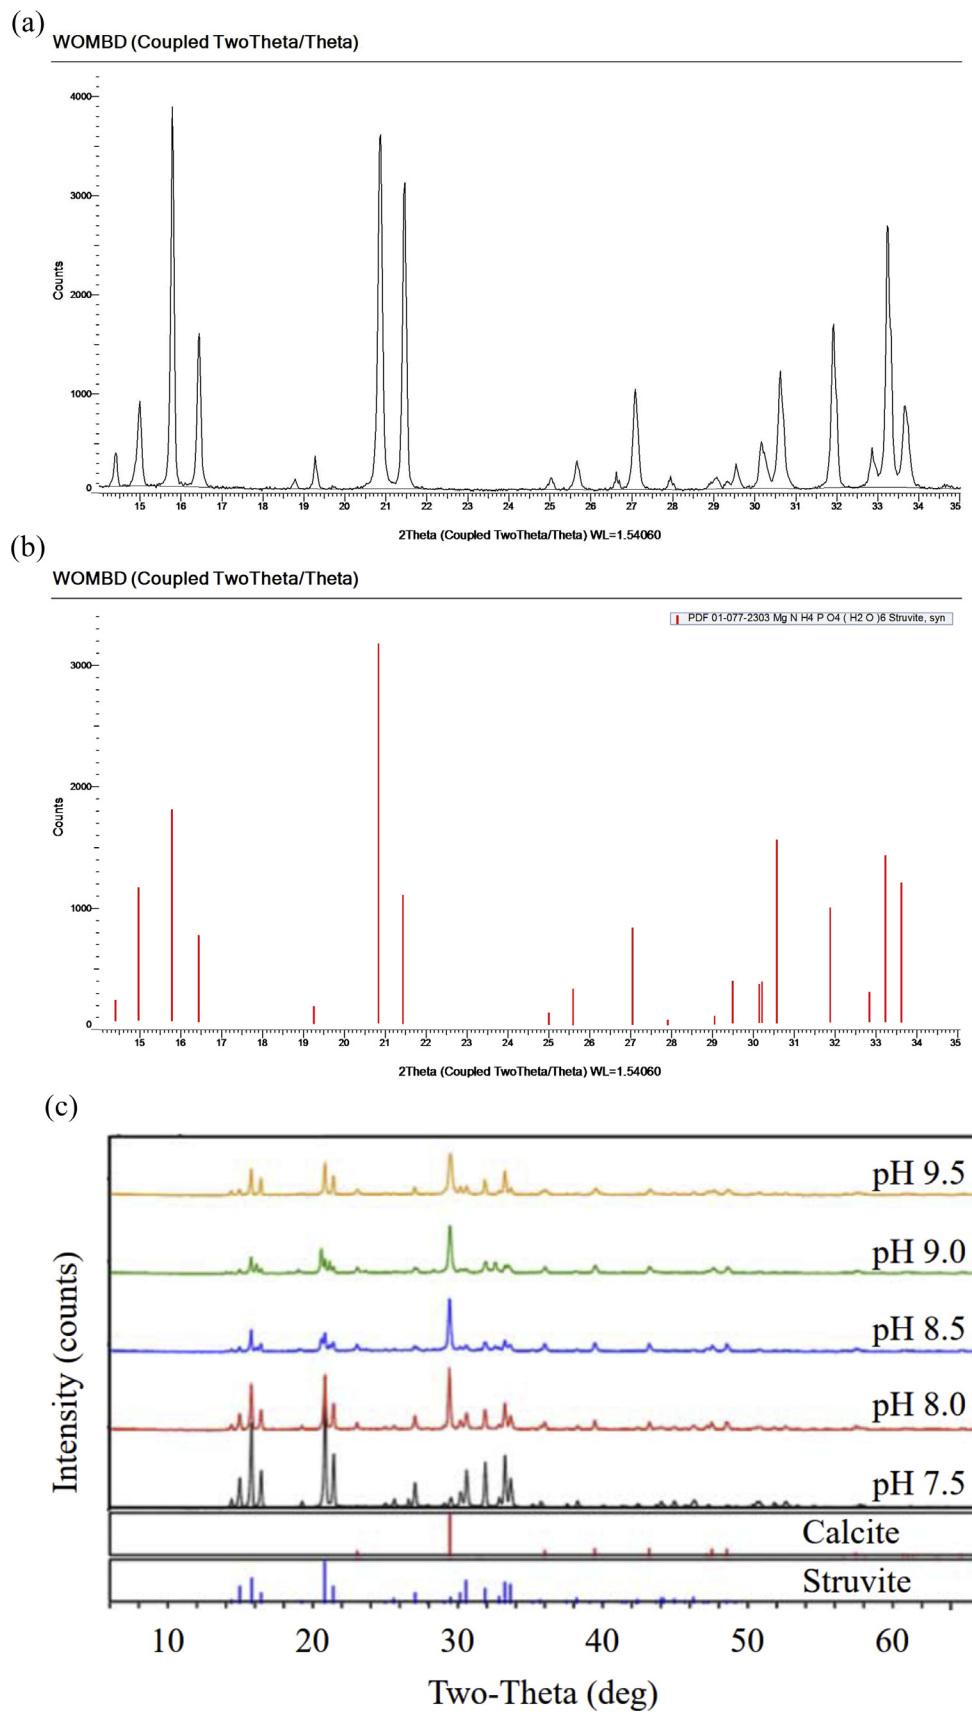 (a)
WOMBD (Coupled TwoTheta/Theta)
4000
3000
2000
1000
0
Counts
15 16 17 18 19 20 21 22 23 24 25 26 27 28 29 30 31 32 33 34 35
2Theta (Coupled TwoTheta/Theta) WL=1.54060
(b)
WOMBD (Coupled TwoTheta/Theta)
PDF 01-077-2303 Mg N H4 P O4 ( H2 O )6 Struvite, syn
3000
2000
1000
0
Counts
15 16 17 18 19 20 21 22 23 24 25 26 27 28 29 30 31 32 33 34 35
2Theta (Coupled TwoTheta/Theta) WL=1.54060
(c)
pH 9.5
pH 9.0
pH 8.5
pH 8.0
pH 7.5
Calcite
Struvite
Intensity (counts)
10 20 30 40 50 60
Two-Theta (deg)